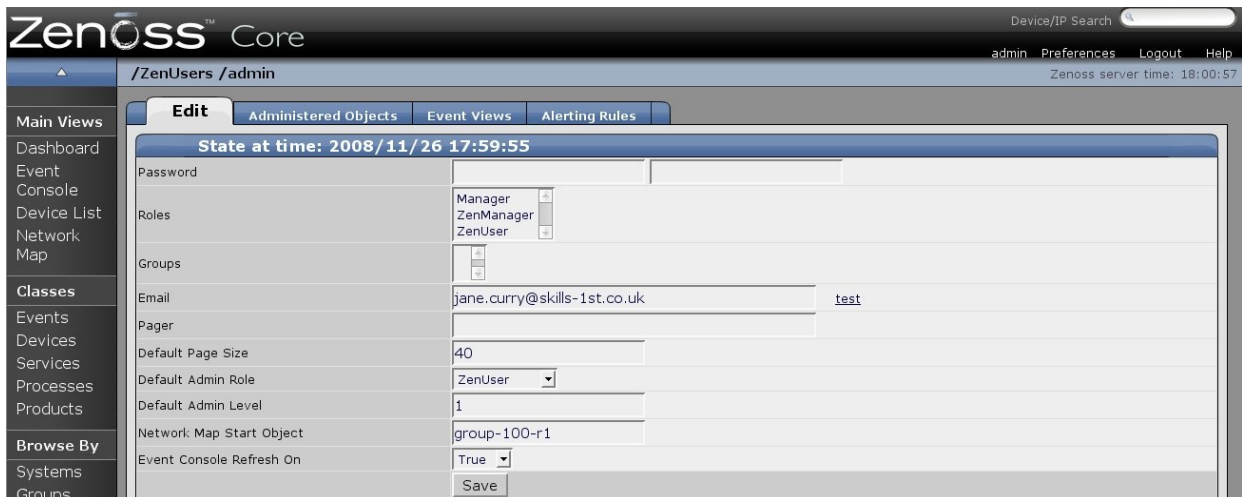 Zenoss™ Core
Device/IP Search
admin Preferences Logout Help
/ZenUsers /admin
Zenoss server time: 18:00:57
Main Views
Dashboard
Event
Console
Device List
Network
Map
Classes
Events
Devices
Services
Processes
Products
Browse By
Systems
Groups
Edit Administered Objects Event Views Alerting Rules
State at time: 2008/11/26 17:59:55
Password
Roles
Manager
ZenManager
ZenUser
Groups
Email jane.curry@skills-1st.co.uk test
Pager
Default Page Size 40
Default Admin Role ZenUser
Default Admin Level 1
Network Map Start Object group-100-r1
Event Console Refresh On True
Save